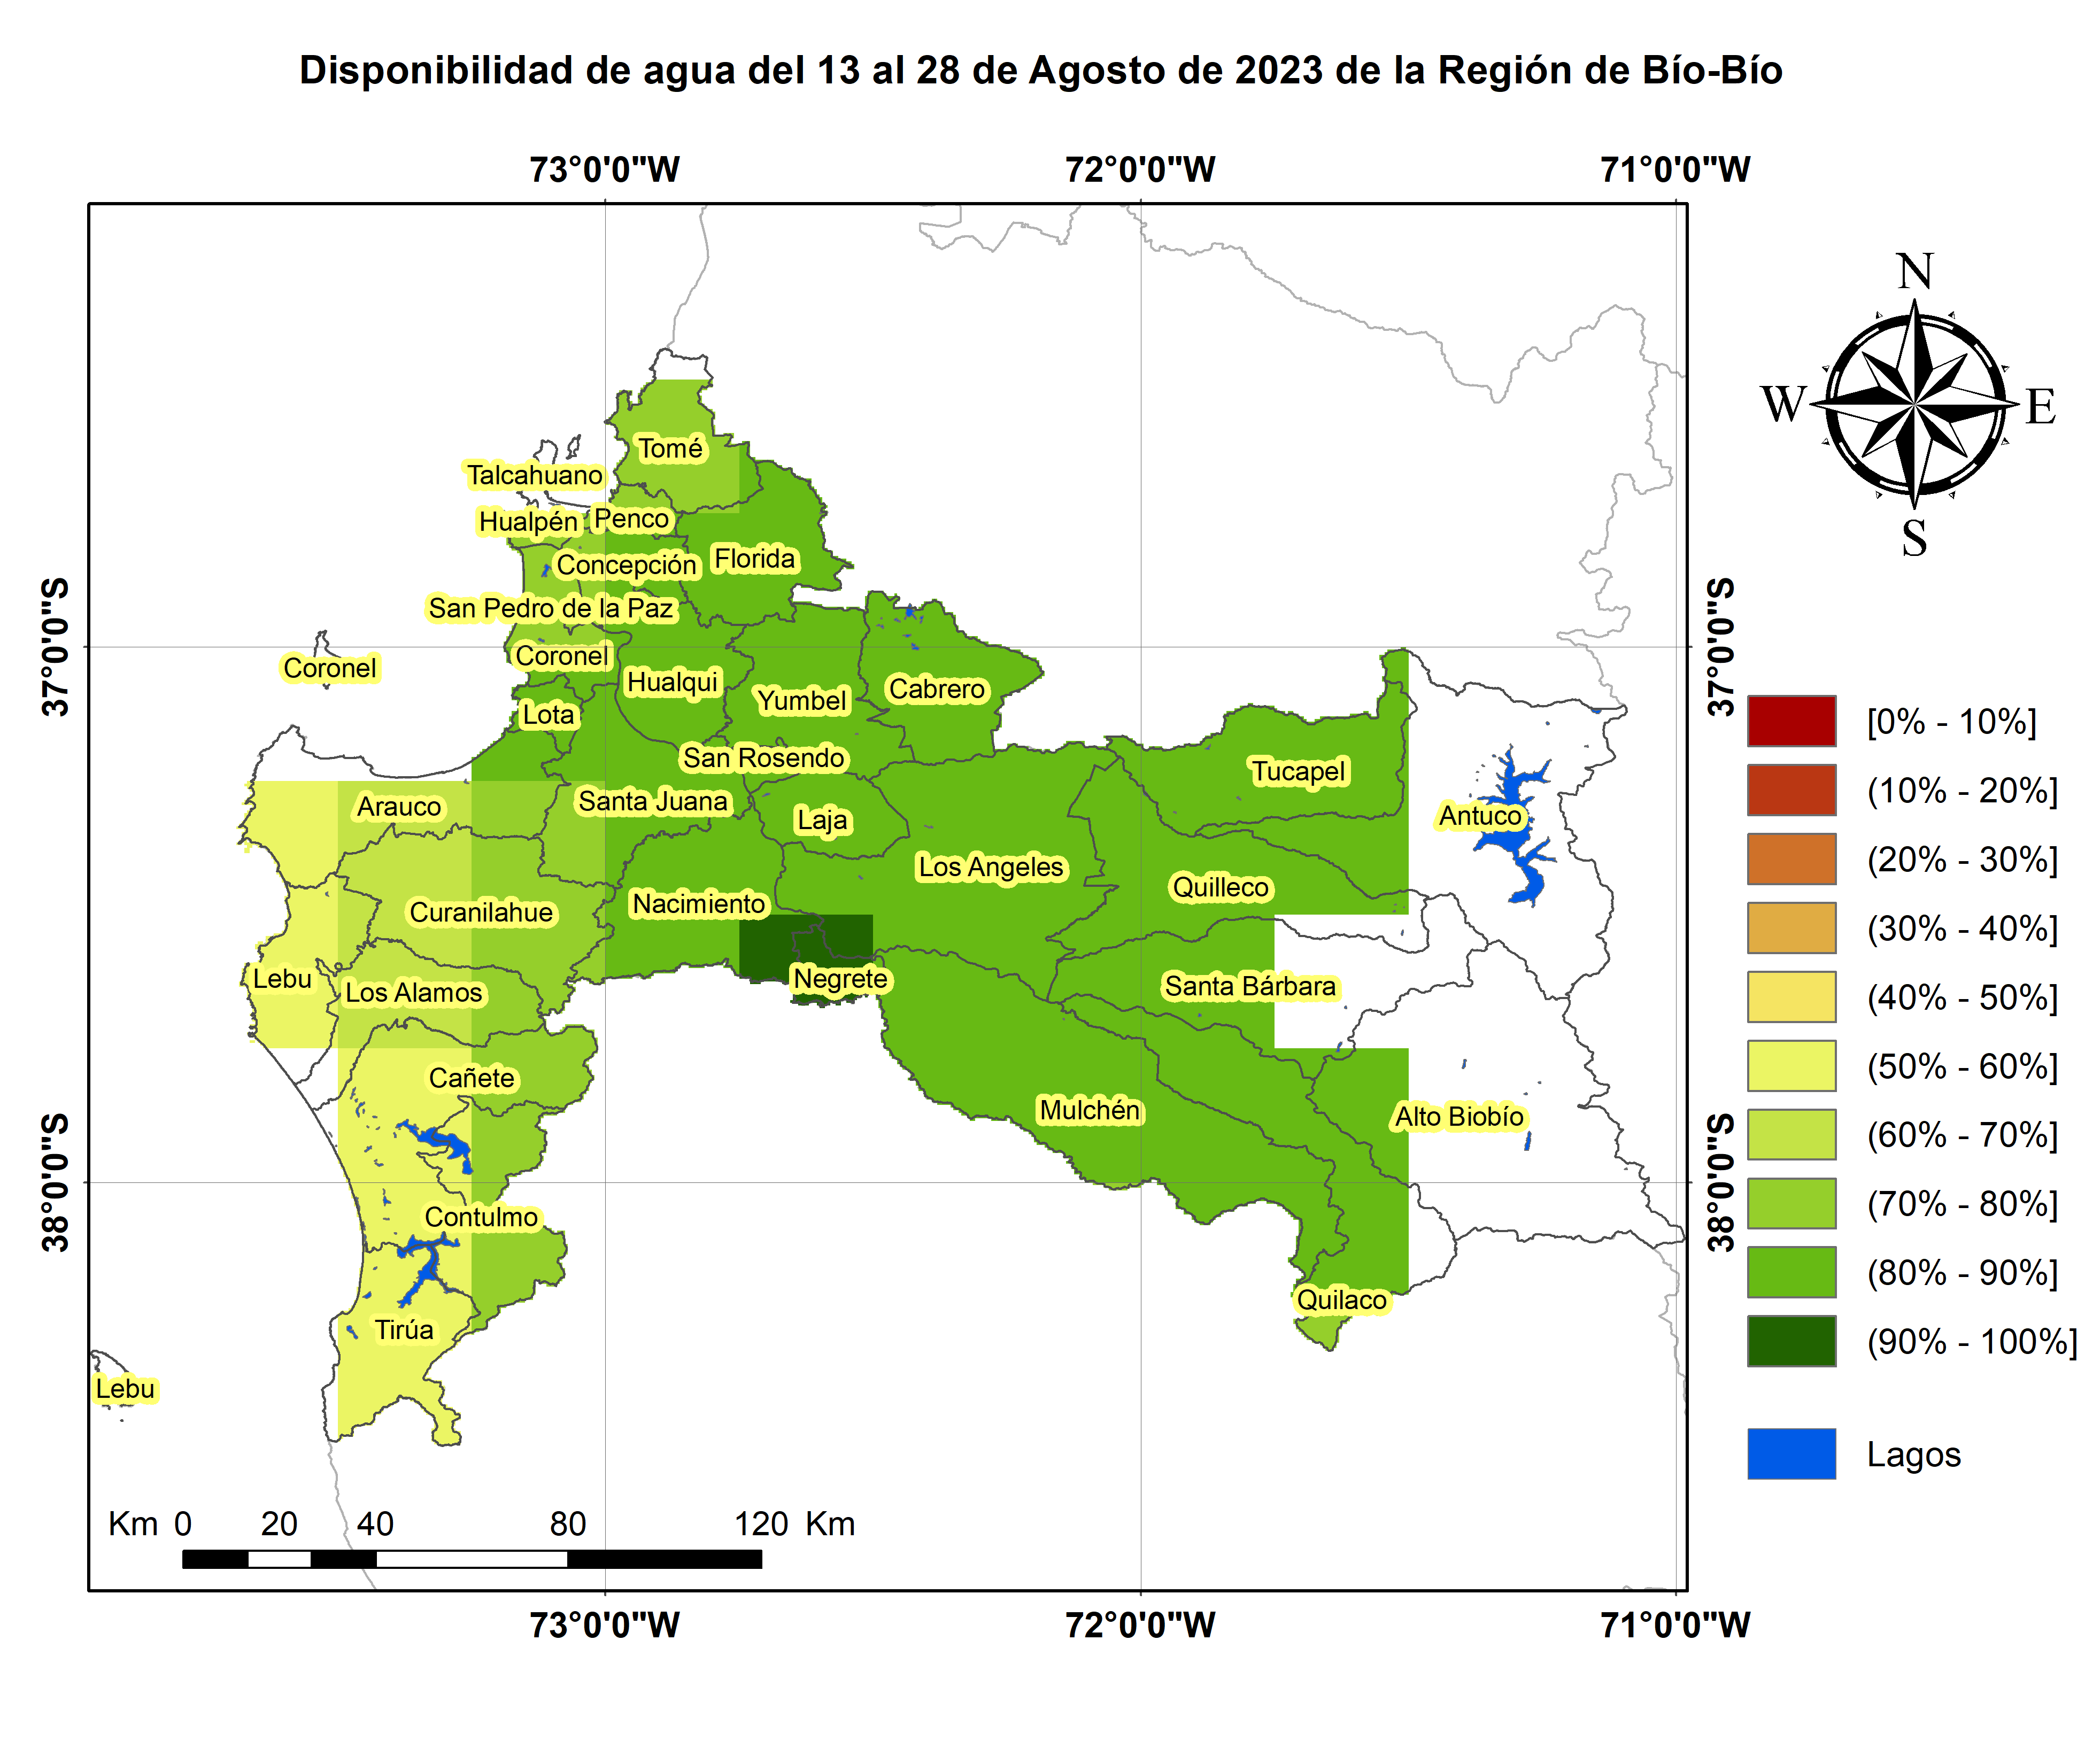 Disponibilidad de agua del 13 al 28 de Agosto de 2023 de la Región de Bío-Bío
73°0'0"W
72°0'0"W
71°0'0"W
N
W
E
S
37°0'0"S
37°0'0"S
38°0'0"S
38°0'0"S
Tomé
Talcahuano
Hualpén
Penco
Concepción
Florida
San Pedro de la Paz
Coronel
Coronel
Hualqui
Yumbel
Cabrero
Lota
San Rosendo
Tucapel
Arauco
Santa Juana
Laja
Antuco
Los Angeles
Quilleco
Curanilahue
Nacimiento
Lebu
Los Alamos
Negrete
Santa Bárbara
Cañete
Mulchén
Alto Biobío
Contulmo
Quilaco
Tirúa
Lebu
[0% - 10%]
(10% - 20%]
(20% - 30%]
(30% - 40%]
(40% - 50%]
(50% - 60%]
(60% - 70%]
(70% - 80%]
(80% - 90%]
(90% - 100%]
Lagos
Km 0 20 40 80 120 Km
73°0'0"W
72°0'0"W
71°0'0"W